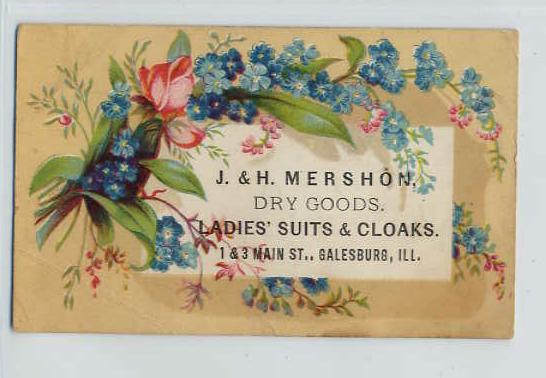 J. & H. MERSHON,
DRY GOODS.
LADIES' SUITS & CLOAKS.
1 & 3 MAIN ST., GALESBURG, ILL.